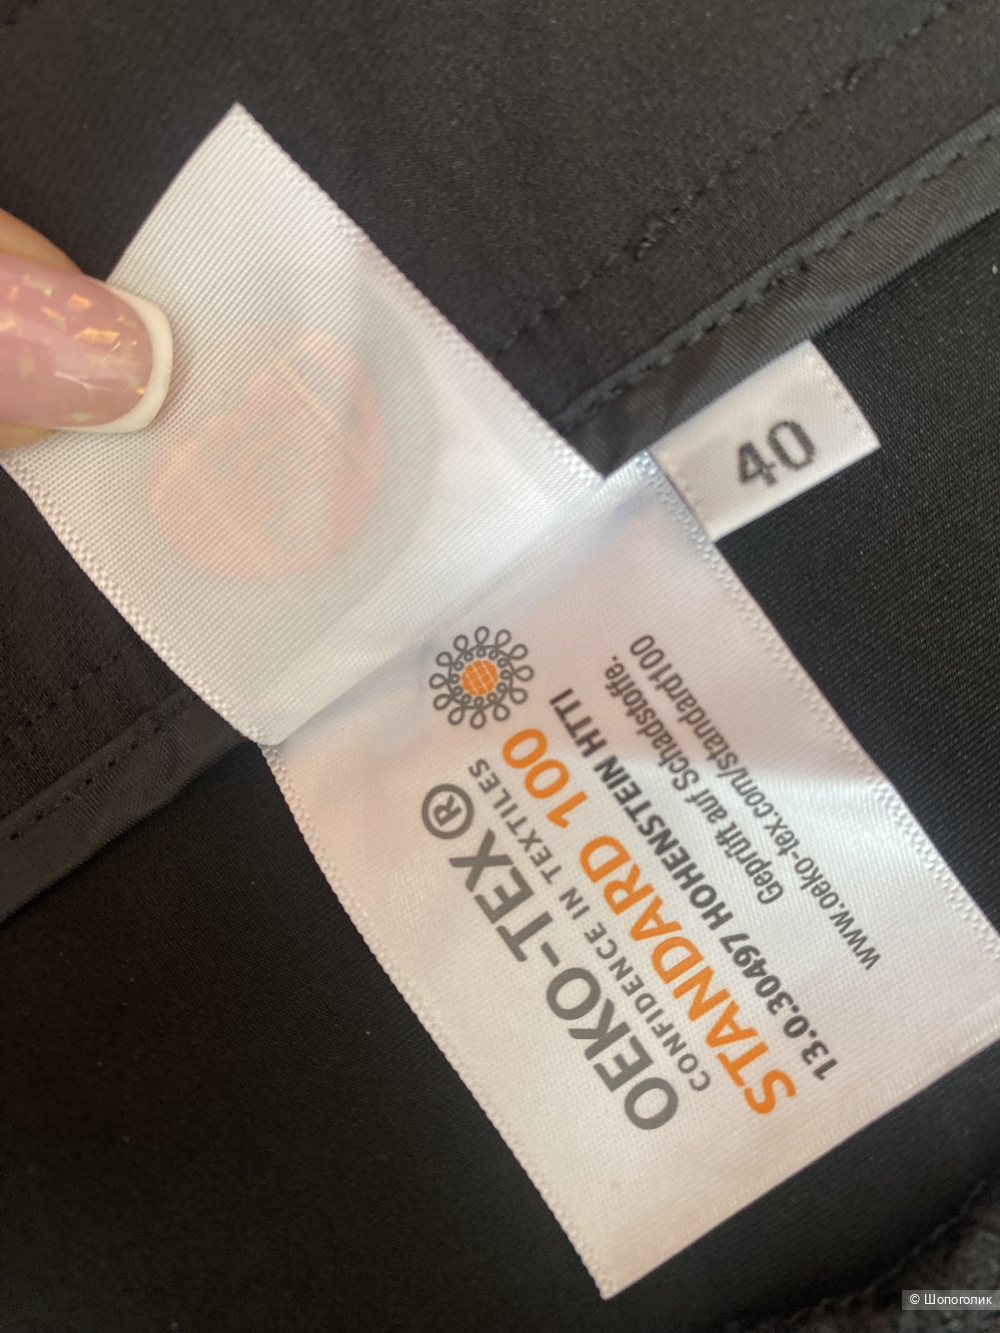 40
OEKO-TEX®
CONFIDENCE IN TEXTILES
STANDARD 100
13.0.30497 HOHENSTEIN HTTI
Geprüft auf Schadstoffe.
www.oeko-tex.com/standard100
© Шопоголик